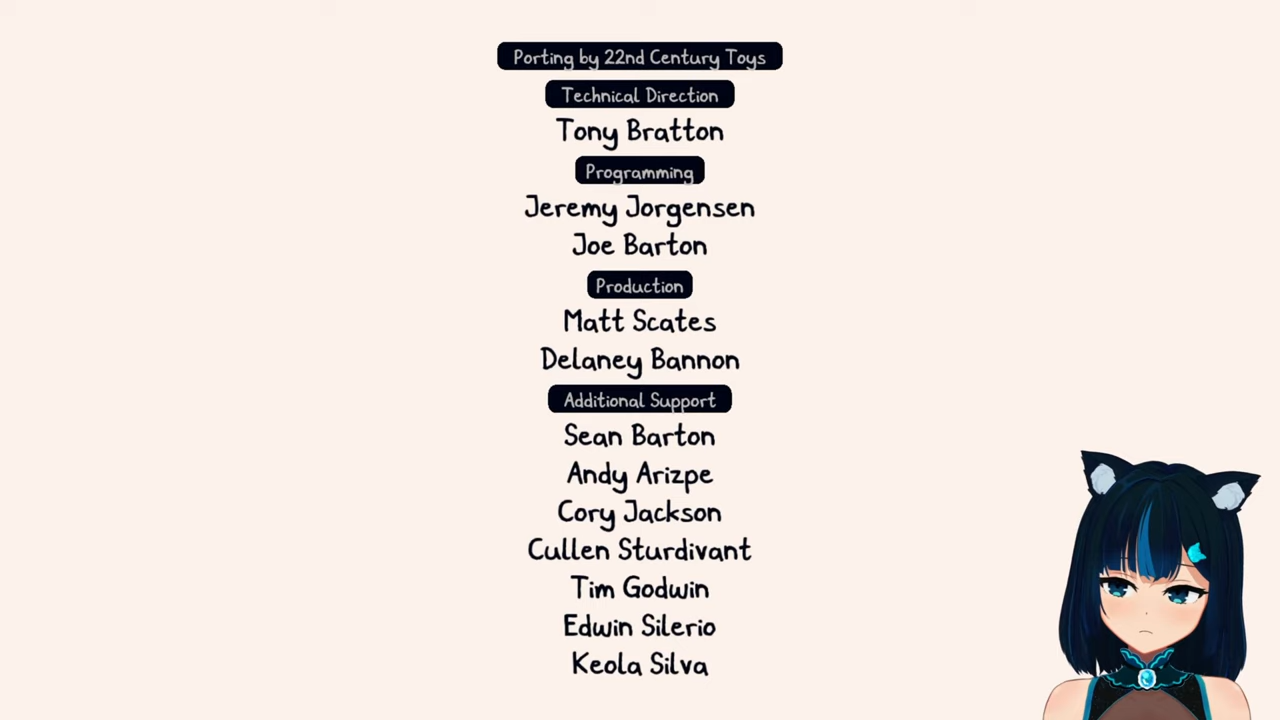 Porting by 22nd Century Toys
Technical Direction
Tony Bratton
Programming
Jeremy Jorgensen
Joe Barton
Production
Matt Scates
Delaney Bannon
Additional Support
Sean Barton
Andy Arizpe
Cory Jackson
Cullen Sturdivant
Tim Godwin
Edwin Silerio
Keola Silva